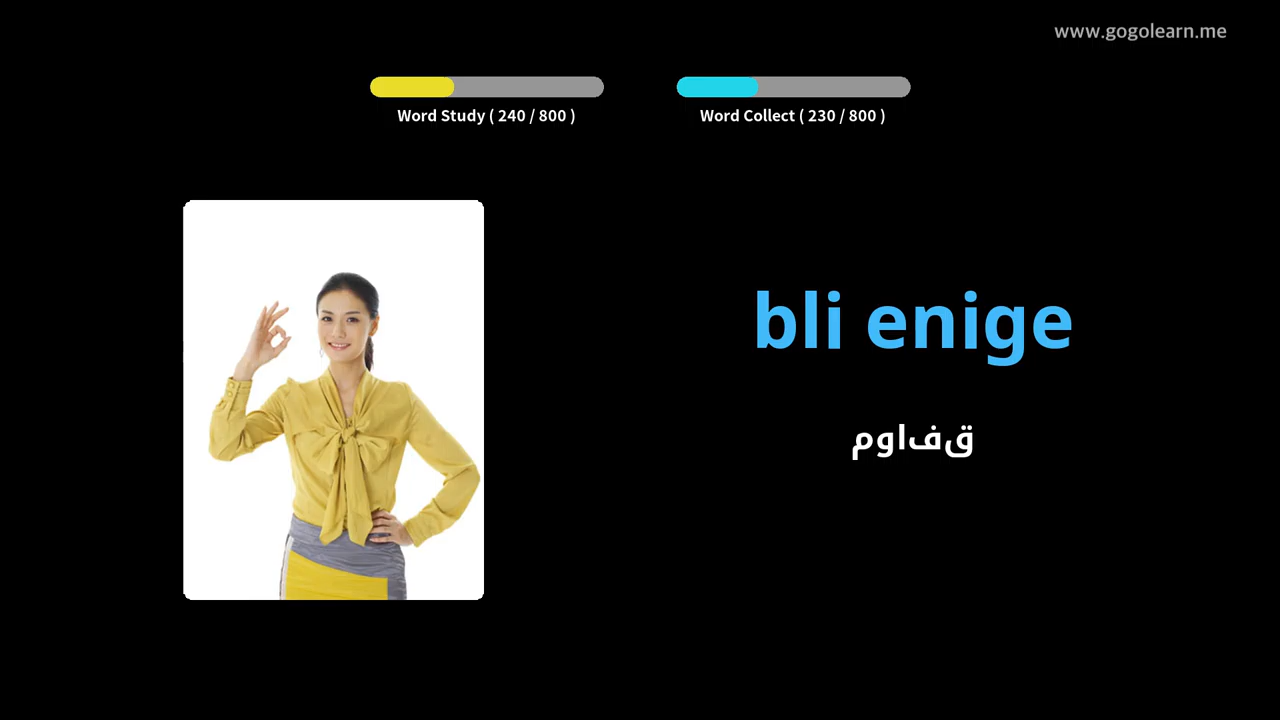 www.gogolearn.me
Word Study ( 240 / 800 )
Word Collect ( 230 / 800 )
bli enige
قفاوم